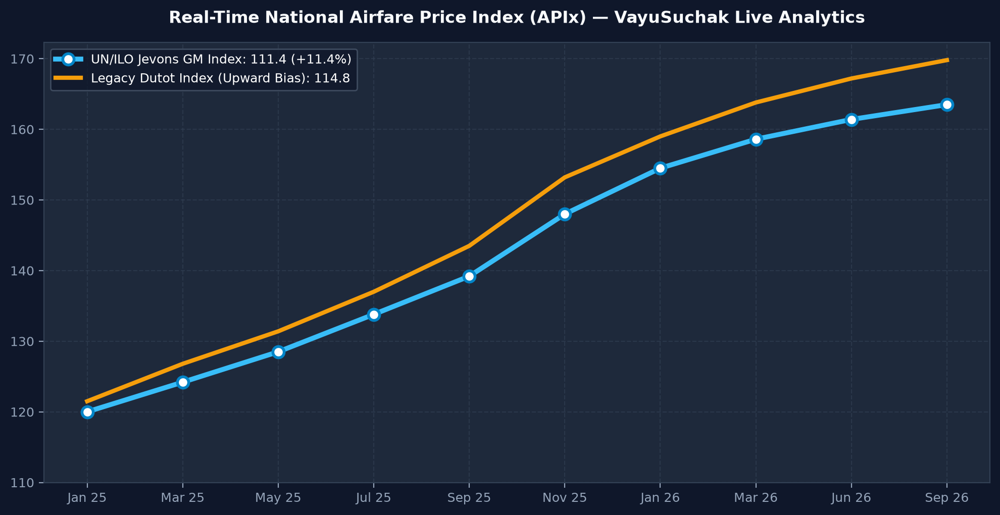 Real-Time National Airfare Price Index (APIx) — VayuSuchak Live Analytics
UN/ILO Jevons GM Index: 111.4 (+11.4%)
Legacy Dutot Index (Upward Bias): 114.8
170
160
150
140
130
120
110
Jan 25 Mar 25 May 25 Jul 25 Sep 25 Nov 25 Jan 26 Mar 26 Jun 26 Sep 26